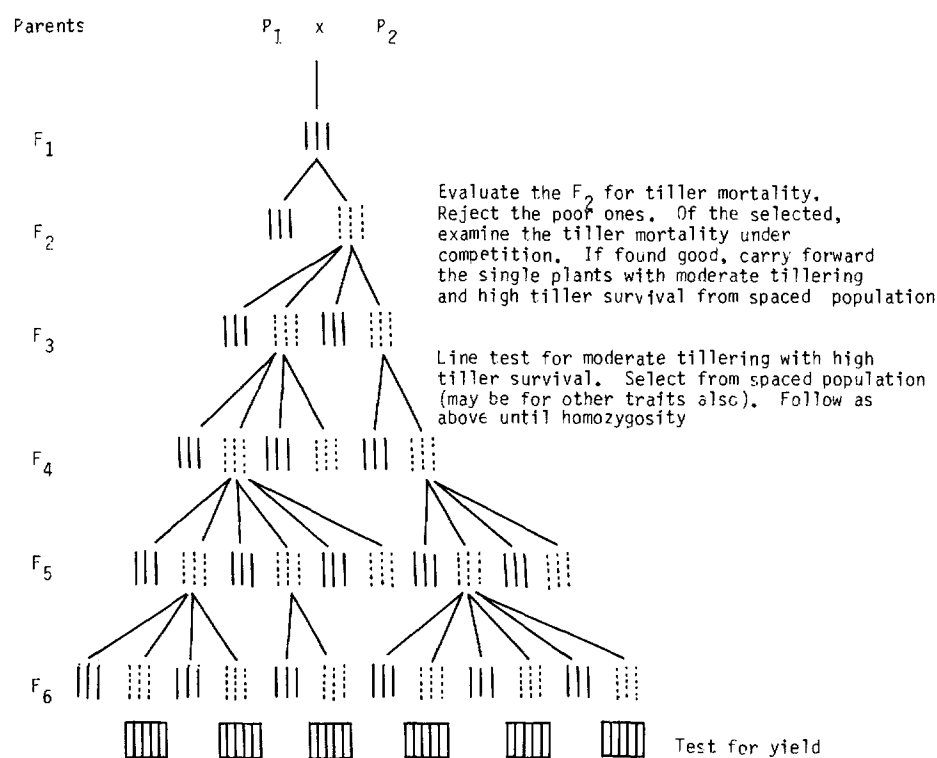 Parents P1 x P2
F1
F2
Evaluate the F2 for tiller mortality.
Reject the poor ones. Of the selected,
examine the tiller mortality under
competition. If found good, carry forward
the single plants with moderate tillering
and high tiller survival from spaced population
F3
Line test for moderate tillering with high
tiller survival. Select from spaced population
(may be for other traits also). Follow as
above until homozygosity
F4
F5
F6
Test for yield